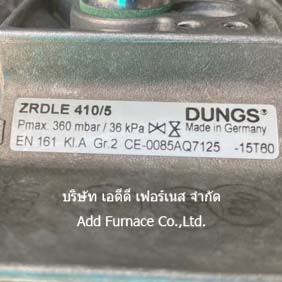 ZRDLE 410/5 DUNGS®
Pmax. 360 mbar / 36 kPa Made in Germany
EN 161 Kl.A Gr.2 CE-0085AQ7125 -15T60
บริษัท เอดีดี เฟอร์เนส จำกัด
Add Furnace Co.,Ltd.